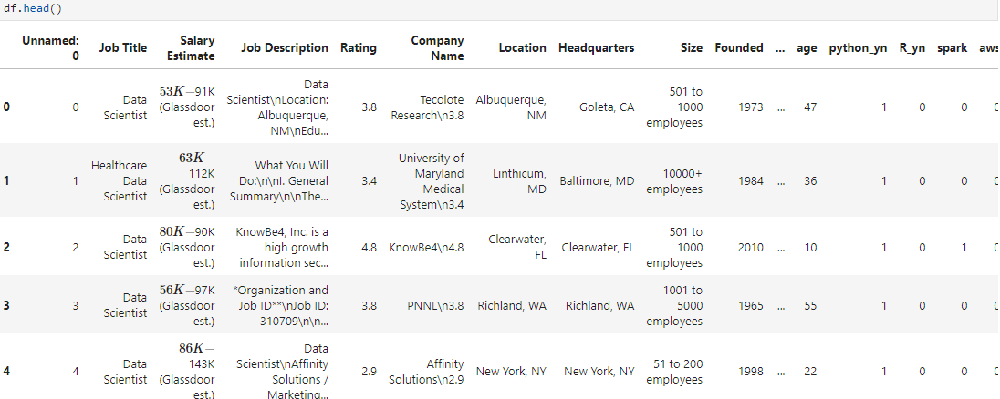 df.head()
Unnamed: 0 Job Title Salary Estimate Job Description Rating Company Name Location Headquarters Size Founded ... age python_yn R_yn spark aws
0 0 Data Scientist 53K−91K (Glassdoor est.) Data Scientist\nLocation: Albuquerque, NM\nEdu... 3.8 Tecolote Research\n3.8 Albuquerque, NM Goleta, CA 501 to 1000 employees 1973 ... 47 1 0 0 0
1 1 Healthcare Data Scientist 63K−112K (Glassdoor est.) What You Will Do:\n\nI. General Summary\n\nThe... 3.4 University of Maryland Medical System\n3.4 Linthicum, MD Baltimore, MD 10000+ employees 1984 ... 36 1 0 0 0
2 2 Data Scientist 80K−90K (Glassdoor est.) KnowBe4, Inc. is a high growth information sec... 4.8 KnowBe4\n4.8 Clearwater, FL Clearwater, FL 501 to 1000 employees 2010 ... 10 1 0 1 0
3 3 Data Scientist 56K−97K (Glassdoor est.) *Organization and Job ID**\nJob ID: 310709\n\n... 3.8 PNNL\n3.8 Richland, WA Richland, WA 1001 to 5000 employees 1965 ... 55 1 0 0 0
4 4 Data Scientist 86K−143K (Glassdoor est.) Data Scientist\nAffinity Solutions / Marketing... 2.9 Affinity Solutions\n2.9 New York, NY New York, NY 51 to 200 employees 1998 ... 22 1 0 0 0